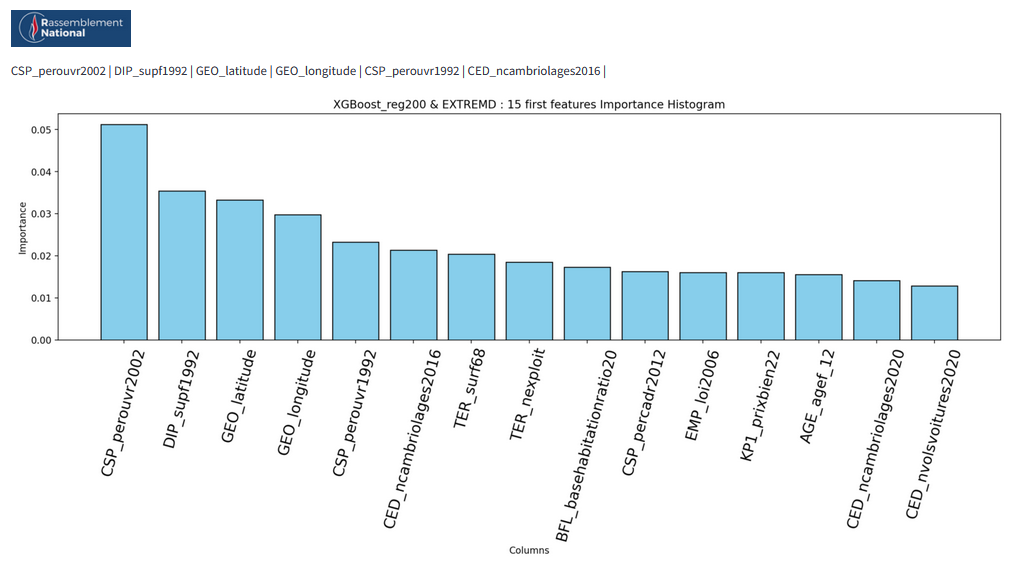 Rassemblement
National
CSP_perouvr2002 | DIP_supf1992 | GEO_latitude | GEO_longitude | CSP_perouvr1992 | CED_ncambriolages2016 |
XGBoost_reg200 & EXTREMD : 15 first features Importance Histogram
0.05
0.04
0.03
0.02
0.01
0.00
Importance
CSP_perouvr2002
DIP_supf1992
GEO_latitude
GEO_longitude
CSP_perouvr1992
CED_ncambriolages2016
TER_surf68
TER_nexploit
BFL_basehabitationratio20
CSP_percadr2012
EMP_loi2006
KP1_prixbien22
AGE_agef_12
CED_ncambriolages2020
CED_nvolsvoitures2020
Columns